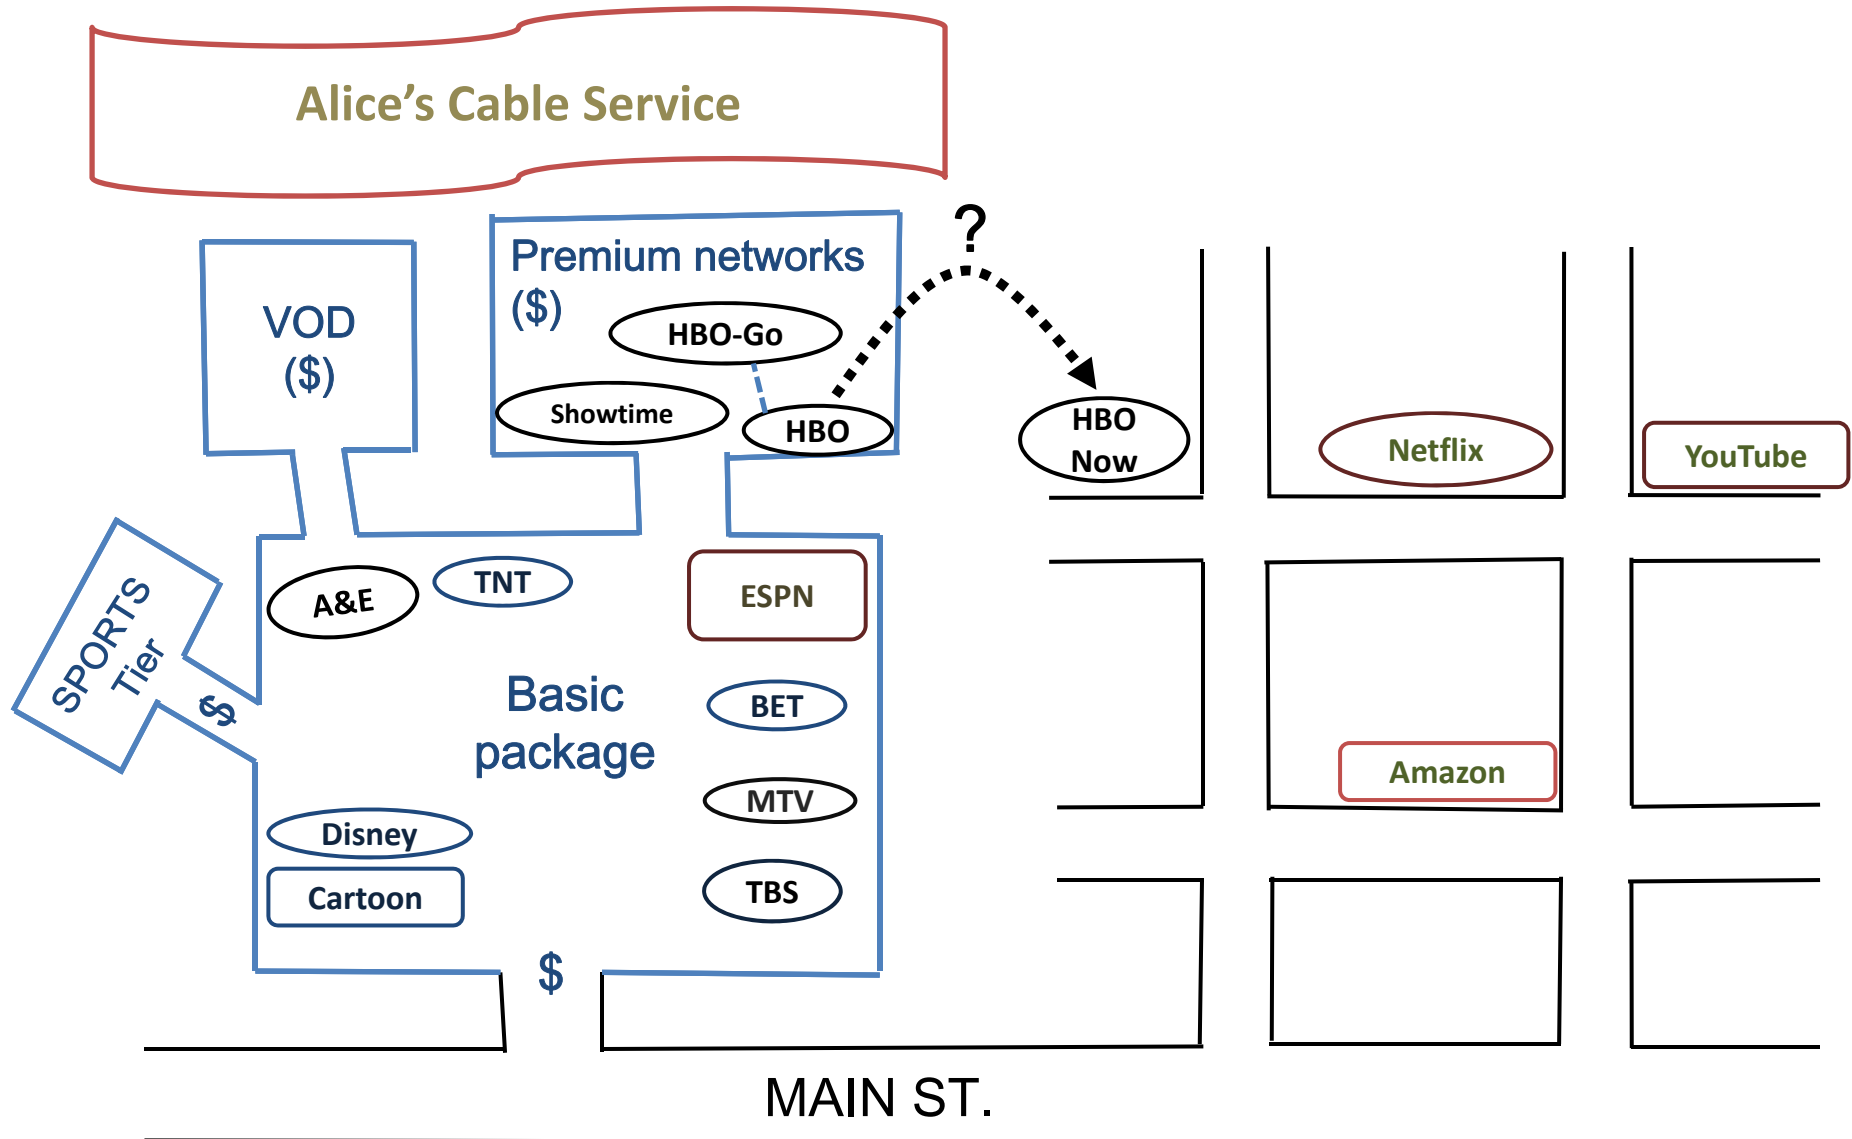 Alice’s Cable Service
?
Premium networks
($)
VOD
($)
HBO-Go
Showtime
HBO
HBO
Now
Netflix
YouTube
SPORTS
Tier
$
A&E
TNT
ESPN
Basic
package
BET
MTV
Amazon
Disney
Cartoon
TBS
$
MAIN ST.